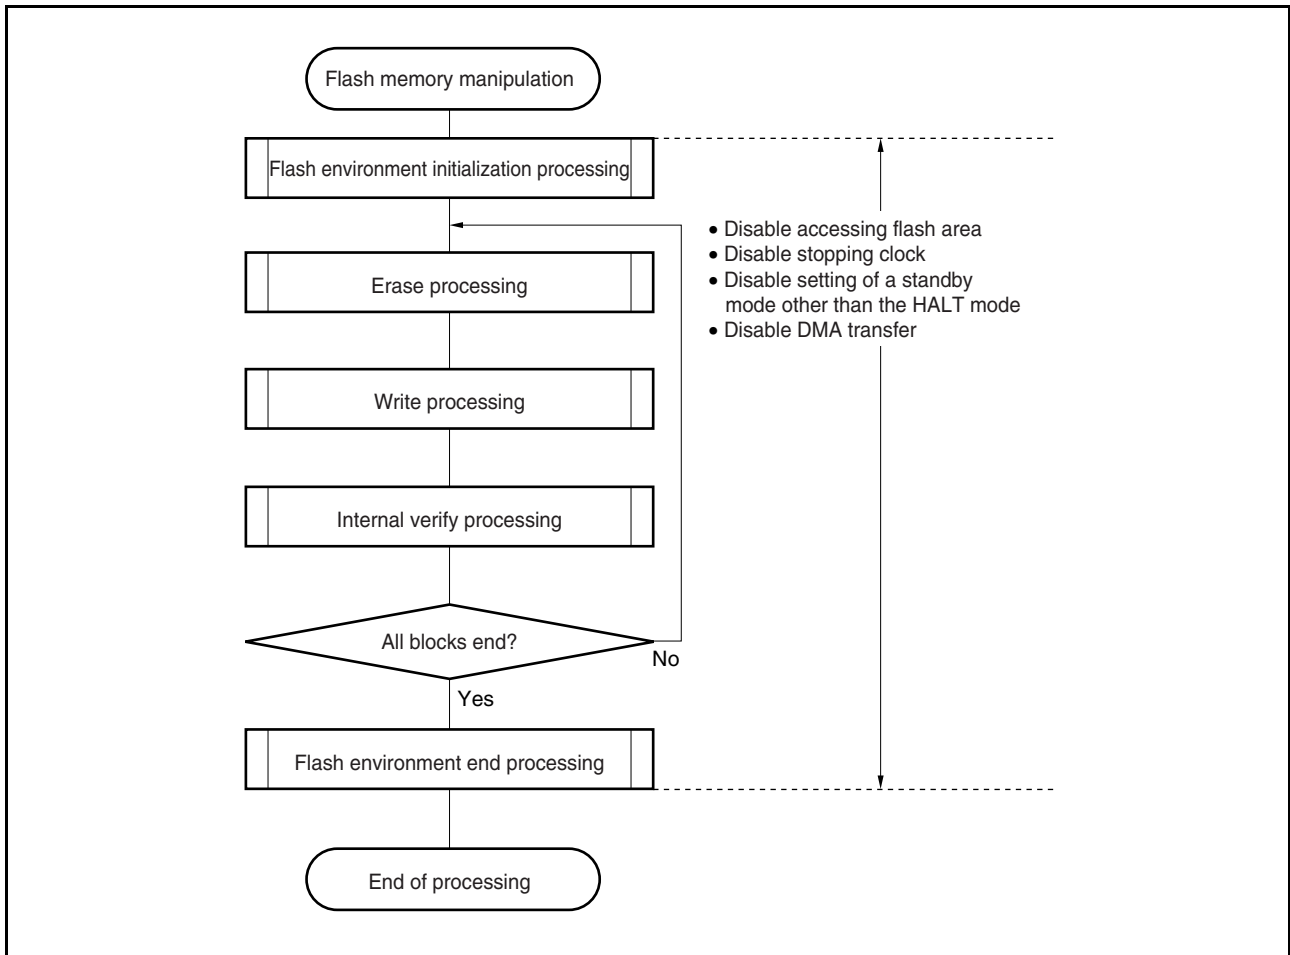 Flash memory manipulation
Flash environment initialization processing
• Disable accessing flash area
• Disable stopping clock
• Disable setting of a standby
mode other than the HALT mode
• Disable DMA transfer
Erase processing
Write processing
Internal verify processing
All blocks end?
No
Yes
Flash environment end processing
End of processing